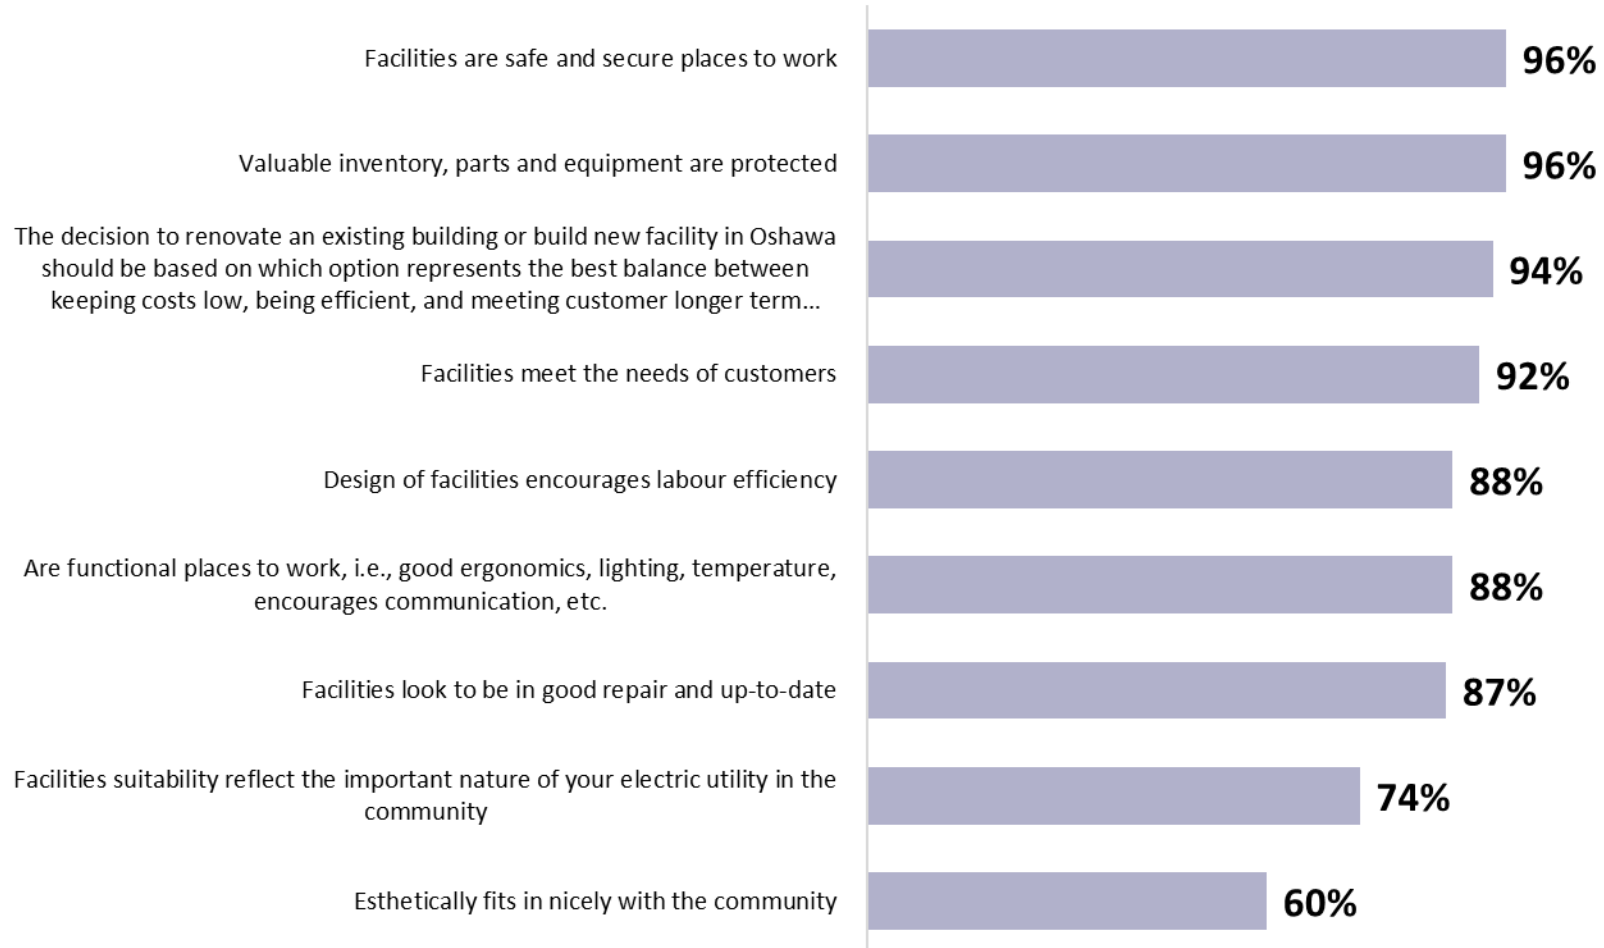 Facilities are safe and secure places to work
96%
Valuable inventory, parts and equipment are protected
96%
The decision to renovate an existing building or build new facility in Oshawa
should be based on which option represents the best balance between
keeping costs low, being efficient, and meeting customer longer term...
94%
Facilities meet the needs of customers
92%
Design of facilities encourages labour efficiency
88%
Are functional places to work, i.e., good ergonomics, lighting, temperature,
encourages communication, etc.
88%
Facilities look to be in good repair and up-to-date
87%
Facilities suitability reflect the important nature of your electric utility in the
community
74%
Esthetically fits in nicely with the community
60%